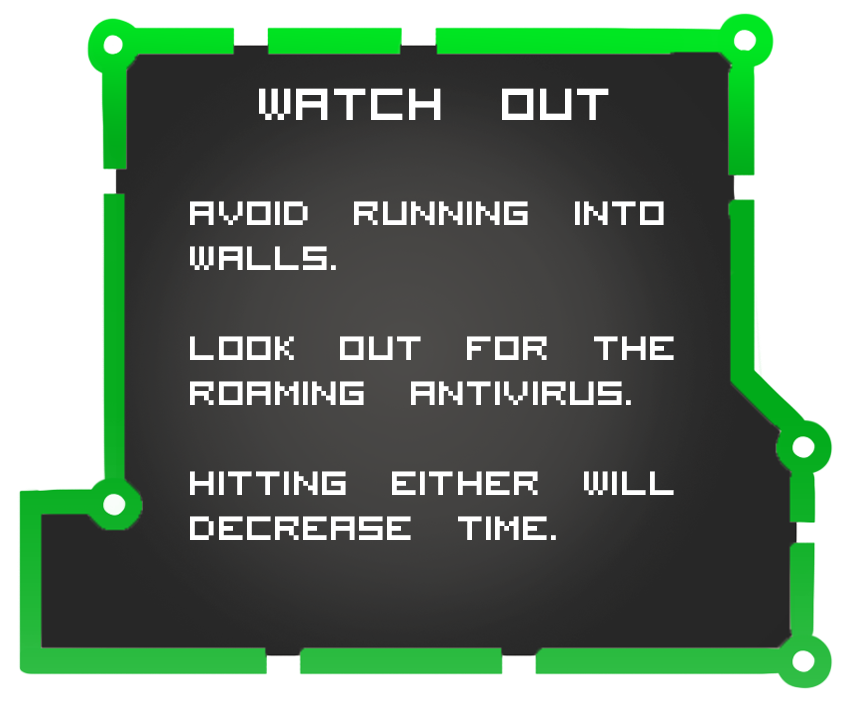 WATCH OUT
AVOID RUNNING INTO
WALLS.
LOOK OUT FOR THE
ROAMING ANTIVIRUS.
HITTING EITHER WILL
DECREASE TIME.